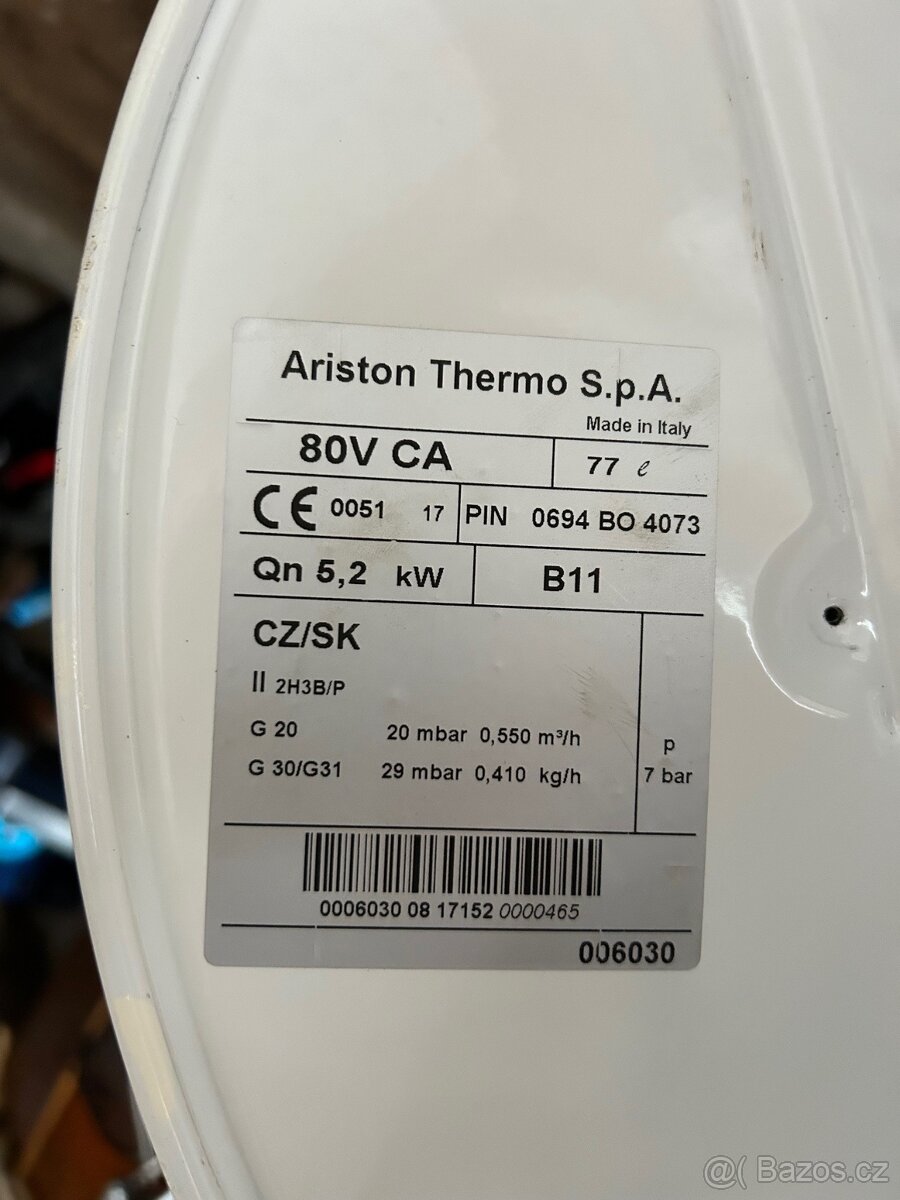 Ariston Thermo S.p.A.
Made in Italy
80V CA 77 ℓ
CE 0051 17 PIN 0694 BO 4073
Qn 5,2 kW B11
CZ/SK
II 2H3B/P
G 20 20 mbar 0,550 m³/h
G 30/G31 29 mbar 0,410 kg/h
p
7 bar
0006030 08 17152 0000465
006030
@( Bazos.cz